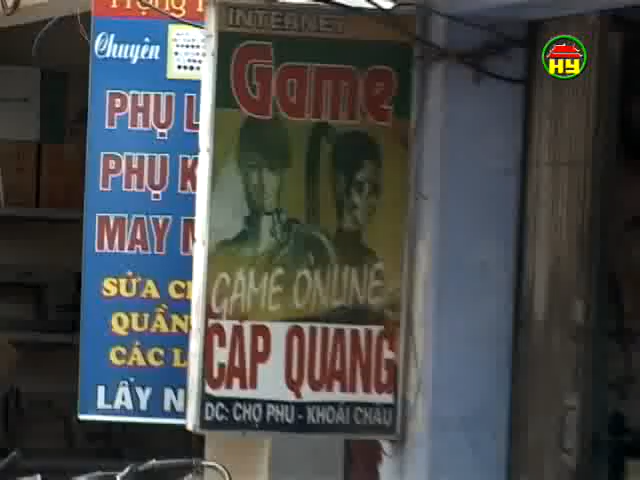 Chuyên
PHỤ
PHỤ
MAY
SỬA
QUẦN
CÁC
LẤY
INTERNET
Game
GAME ONLINE
CÁP QUANG
DC: CHỢ PHỦ - KHOÁI CHÂU
HY